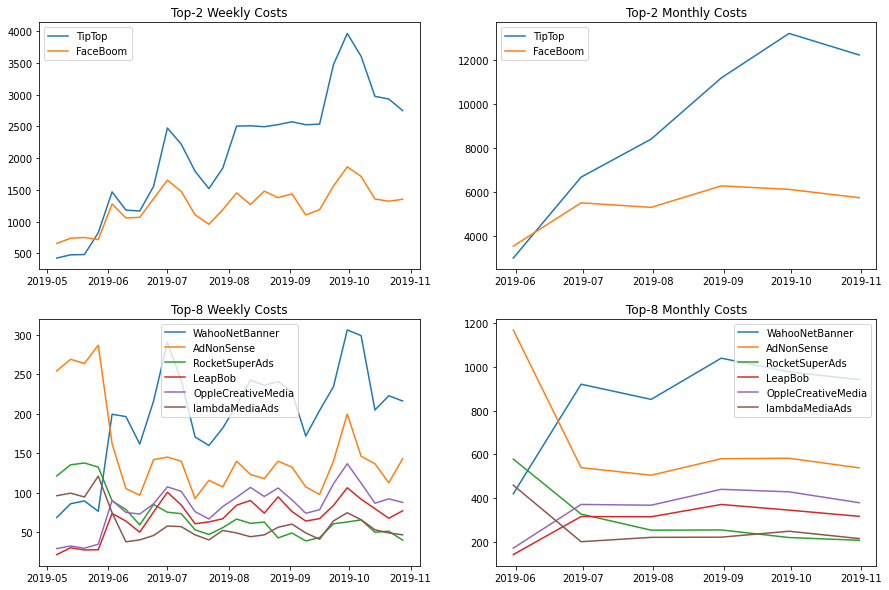 Top-2 Weekly Costs
4000
3500
3000
2500
2000
1500
1000
500
TipTop
FaceBoom
2019-05 2019-06 2019-07 2019-08 2019-09 2019-10 2019-11
Top-2 Monthly Costs
12000
10000
8000
6000
4000
TipTop
FaceBoom
2019-06 2019-07 2019-08 2019-09 2019-10 2019-11
Top-8 Weekly Costs
300
250
200
150
100
50
WahooNetBanner
AdNonSense
RocketSuperAds
LeapBob
OppleCreativeMedia
lambdaMediaAds
2019-05 2019-06 2019-07 2019-08 2019-09 2019-10 2019-11
Top-8 Monthly Costs
1200
1000
800
600
400
200
WahooNetBanner
AdNonSense
RocketSuperAds
LeapBob
OppleCreativeMedia
lambdaMediaAds
2019-06 2019-07 2019-08 2019-09 2019-10 2019-11